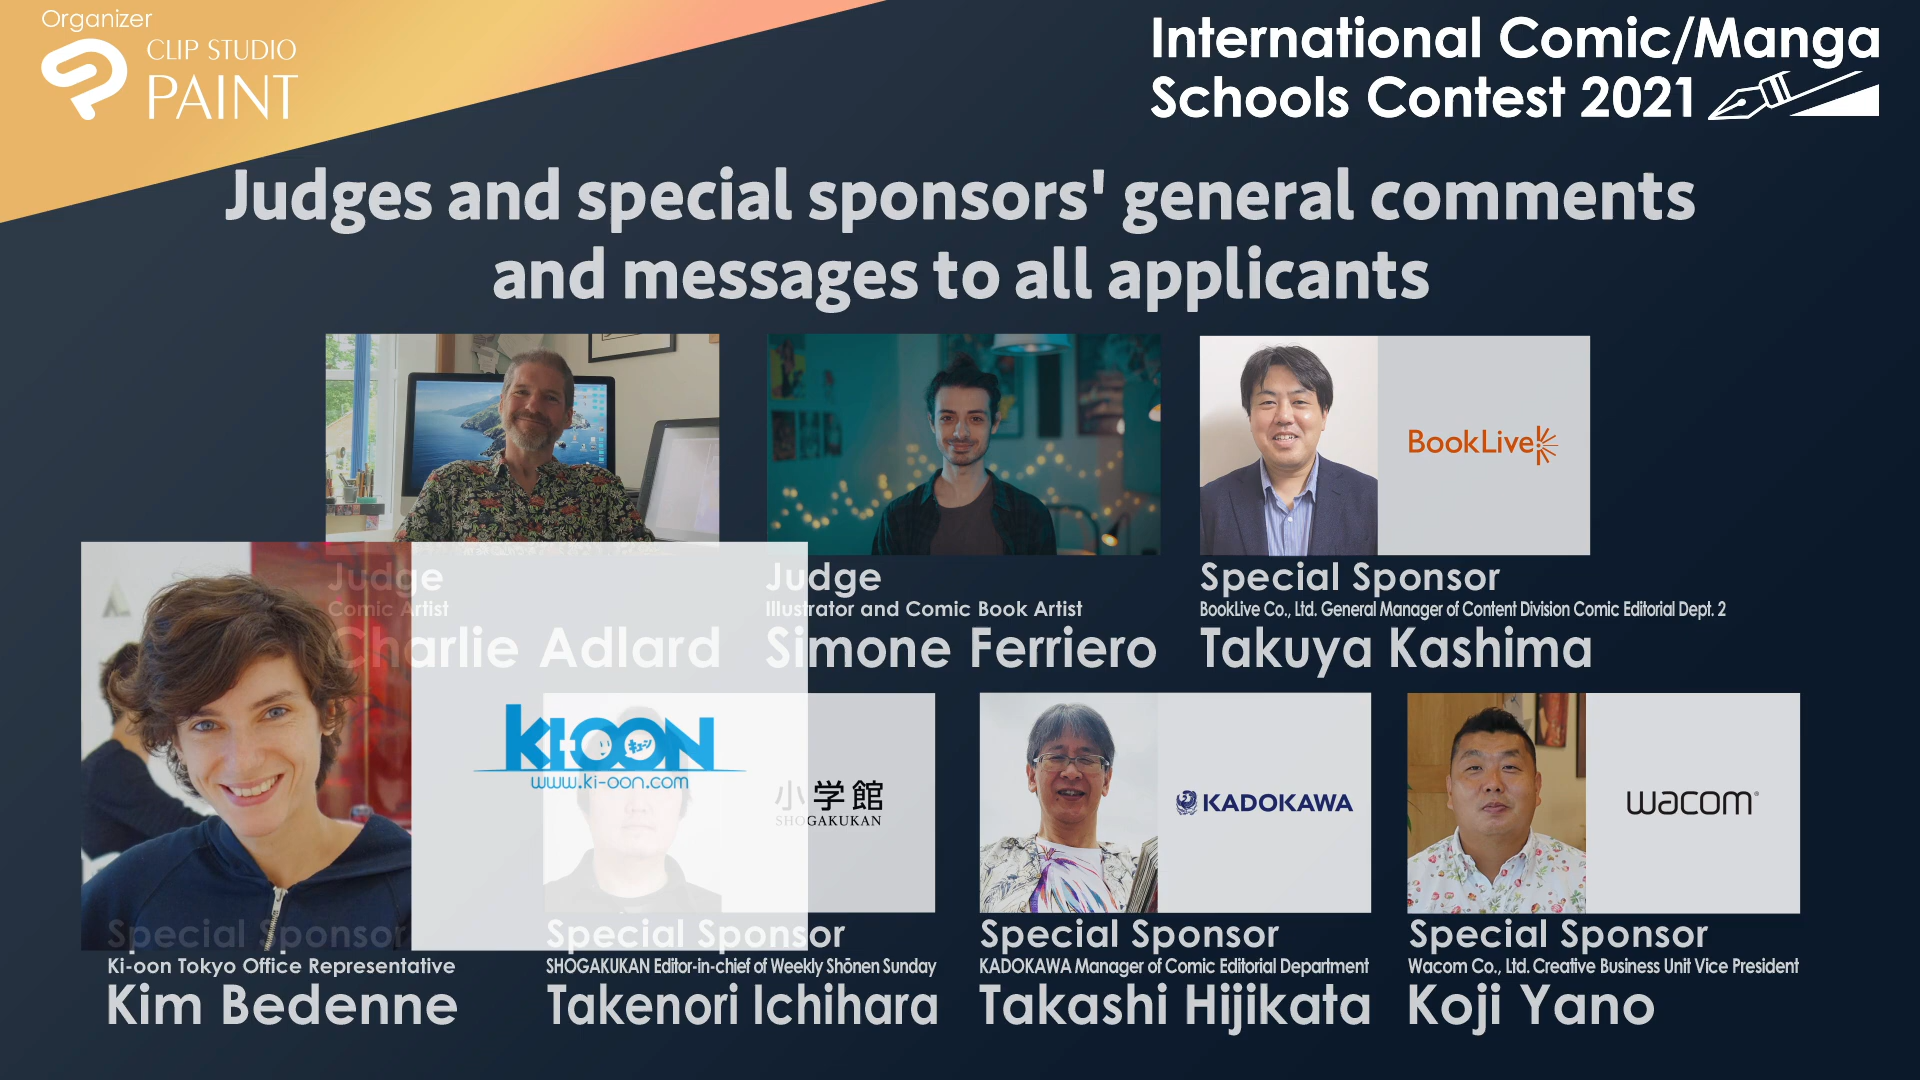 Organizer
CLIP STUDIO
PAINT
International Comic/Manga
Schools Contest 2021
Judges and special sponsors' general comments
and messages to all applicants
BookLive!
Judge
Comic Artist
Charlie Adlard
Judge
Illustrator and Comic Book Artist
Simone Ferriero
Special Sponsor
BookLive Co., Ltd. General Manager of Content Division Comic Editorial Dept. 2
Takuya Kashima
Ki-oon
キューン
www.ki-oon.com
小学館
SHOGAKUKAN
KADOKAWA
wacom®
Special Sponsor
Ki-oon Tokyo Office Representative
Kim Bedenne
Special Sponsor
SHOGAKUKAN Editor-in-chief of Weekly Shōnen Sunday
Takenori Ichihara
Special Sponsor
KADOKAWA Manager of Comic Editorial Department
Takashi Hijikata
Special Sponsor
Wacom Co., Ltd. Creative Business Unit Vice President
Koji Yano